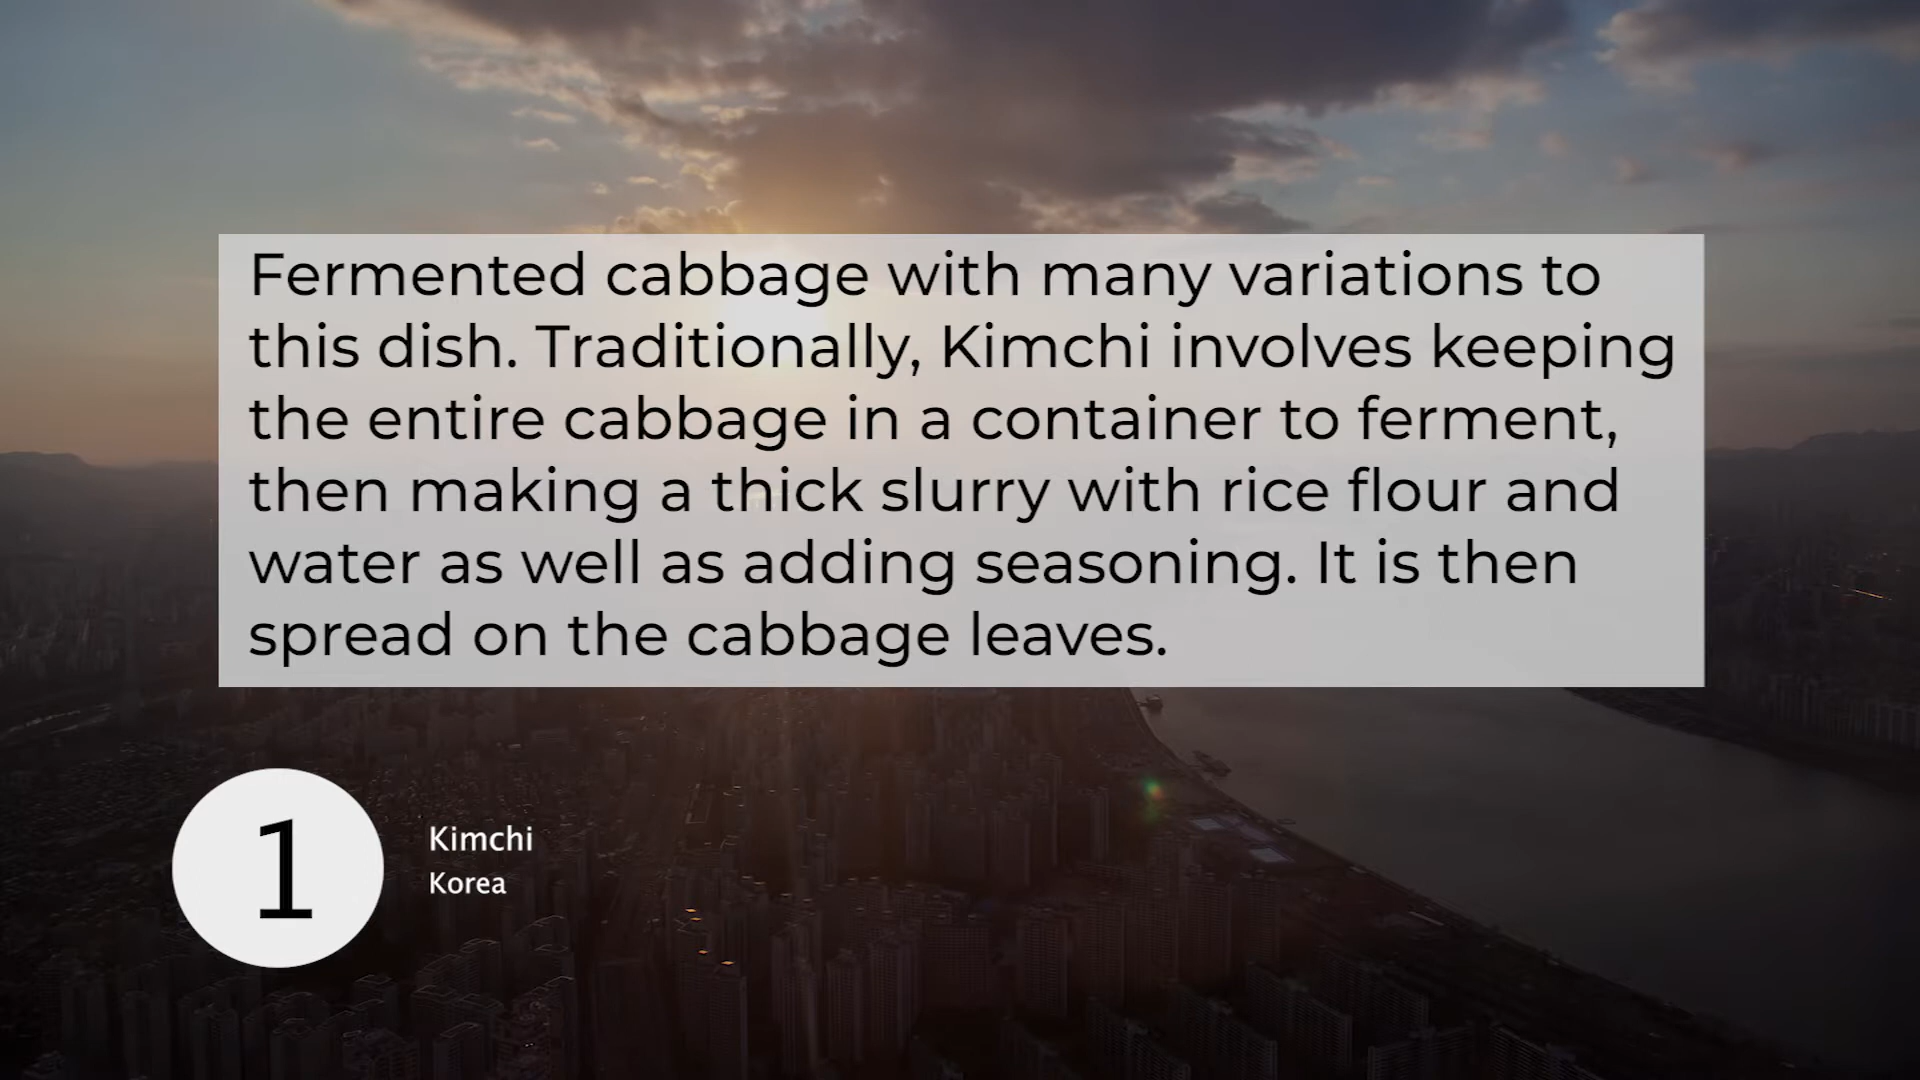 Fermented cabbage with many variations to
this dish. Traditionally, Kimchi involves keeping
the entire cabbage in a container to ferment,
then making a thick slurry with rice flour and
water as well as adding seasoning. It is then
spread on the cabbage leaves.
1
Kimchi
Korea